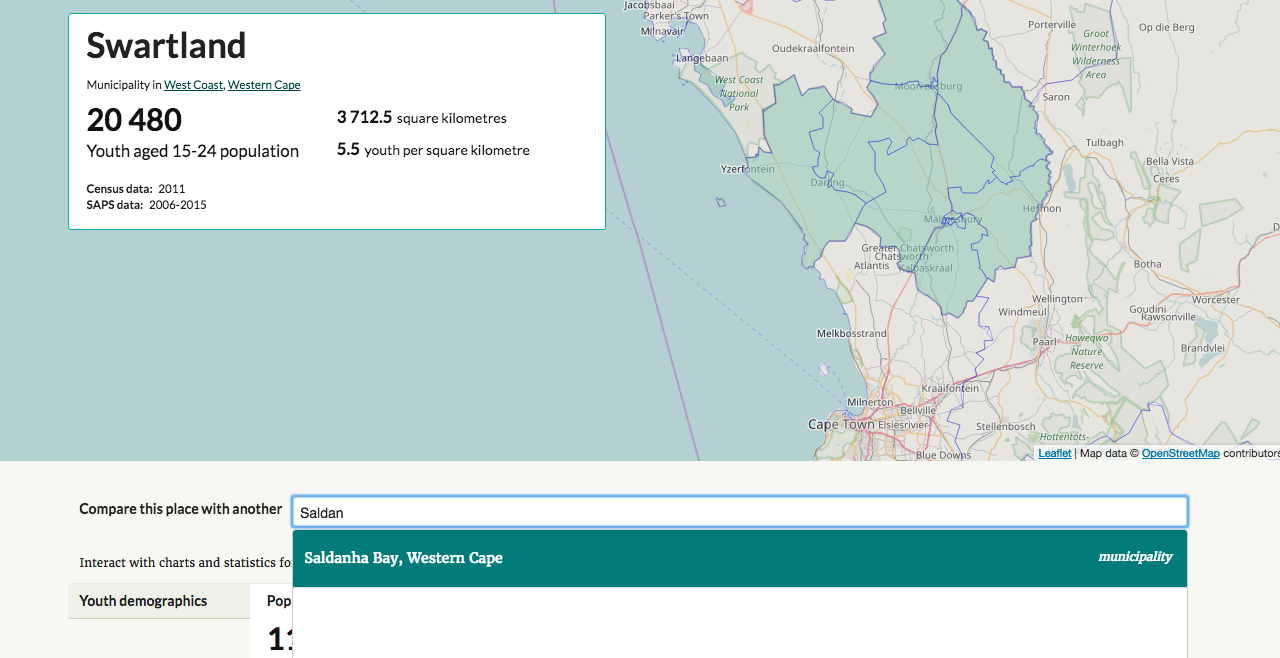 Swartland
Municipality in West Coast, Western Cape
20 480
Youth aged 15-24 population
3 712.5 square kilometres
5.5 youth per square kilometre
Census data: 2011
SAPS data: 2006-2015
Jacobsbaai
Parker's Town
Milnavair
Langebaan
Oudekraalfontein
West Coast
National
Park
Moorreesburg
Porterville
Op die Berg
Groot
Winterhoek
Wilderness
Area
Saron
Tulbagh
Bella Vista
Ceres
Yzerfontein
Darling
Malmesbury
Hermon
Greater Chatsworth
Chatsworth
Atlantis
Kalbaskraal
Botha
Wellington
Windmeul
Worcester
Goudini
Rawsonville
Melkbosstrand
Paarl
Haweqwa
Nature
Reserve
Brandvlei
Kraaifontein
Milnerton
Bellville
Cape Town
Elsiesrivier
Stellenbosch
Hottentots-
Blue Downs
Leaflet | Map data © OpenStreetMap contributors
Compare this place with another
Saldan
Saldanha Bay, Western Cape
municipality
Interact with charts and statistics fo
Youth demographics
Pop
11